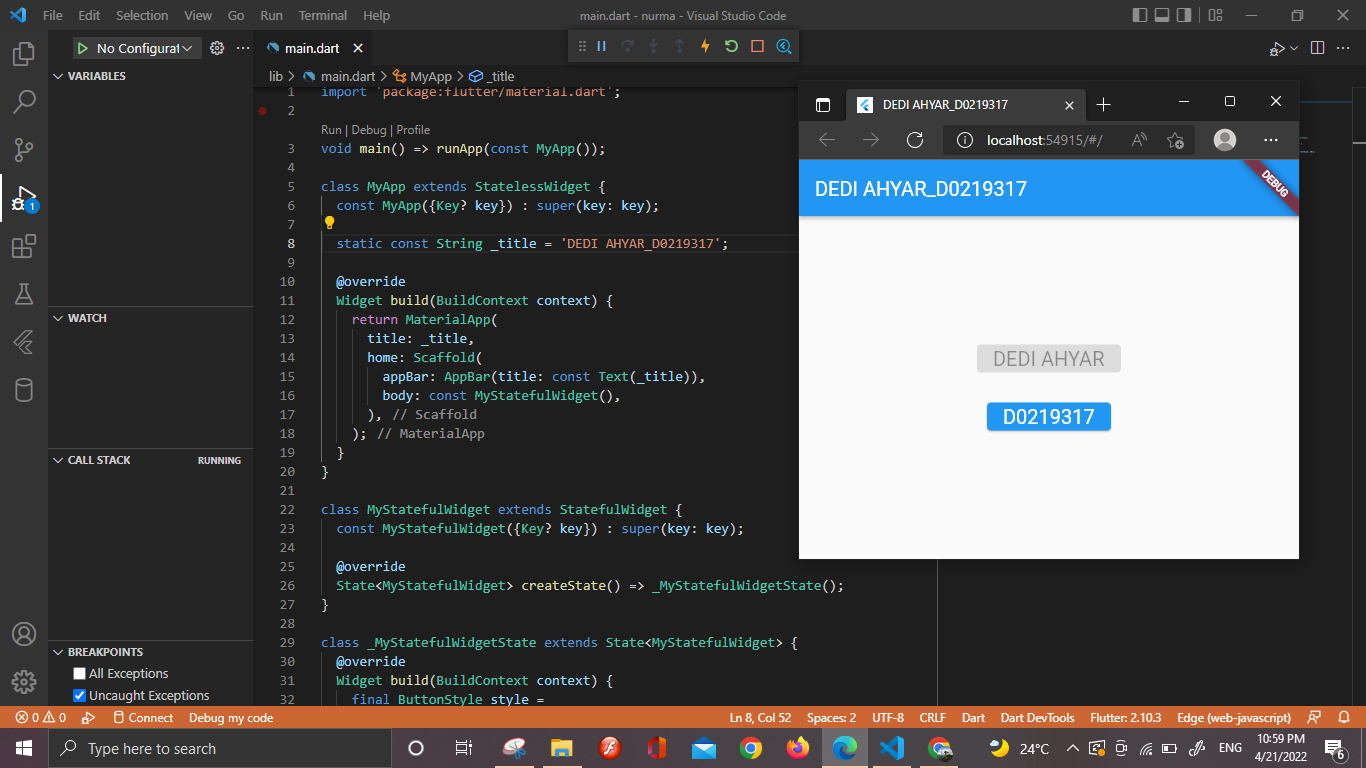 File Edit Selection View Go Run Terminal Help main.dart - nurma - Visual Studio Code
No Configurat
main.dart
VARIABLES
WATCH
CALL STACK RUNNING
BREAKPOINTS
All Exceptions
Uncaught Exceptions
1
lib > main.dart > MyApp > _title
1 import 'package:flutter/material.dart';
2
Run | Debug | Profile
3 void main() => runApp(const MyApp());
4
5 class MyApp extends StatelessWidget {
6 const MyApp({Key? key}) : super(key: key);
7
8 static const String _title = 'DEDI AHYAR_D0219317';
9
10 @override
11 Widget build(BuildContext context) {
12 return MaterialApp(
13 title: _title,
14 home: Scaffold(
15 appBar: AppBar(title: const Text(_title)),
16 body: const MyStatefulWidget(),
17 ), // Scaffold
18 ); // MaterialApp
19 }
20 }
21
22 class MyStatefulWidget extends StatefulWidget {
23 const MyStatefulWidget({Key? key}) : super(key: key);
24
25 @override
26 State<MyStatefulWidget> createState() => _MyStatefulWidgetState();
27 }
28
29 class _MyStatefulWidgetState extends State<MyStatefulWidget> {
30 @override
31 Widget build(BuildContext context) {
32 final ButtonStyle style =
DEDI AHYAR_D0219317
localhost:54915/#/
DEDI AHYAR_D0219317
DEBUG
DEDI AHYAR
D0219317
0 0 Connect Debug my code Ln 8, Col 52 Spaces: 2 UTF-8 CRLF Dart Dart DevTools Flutter: 2.10.3 Edge (web-javascript)
Type here to search 24°C ENG 10:59 PM
4/21/2022
6